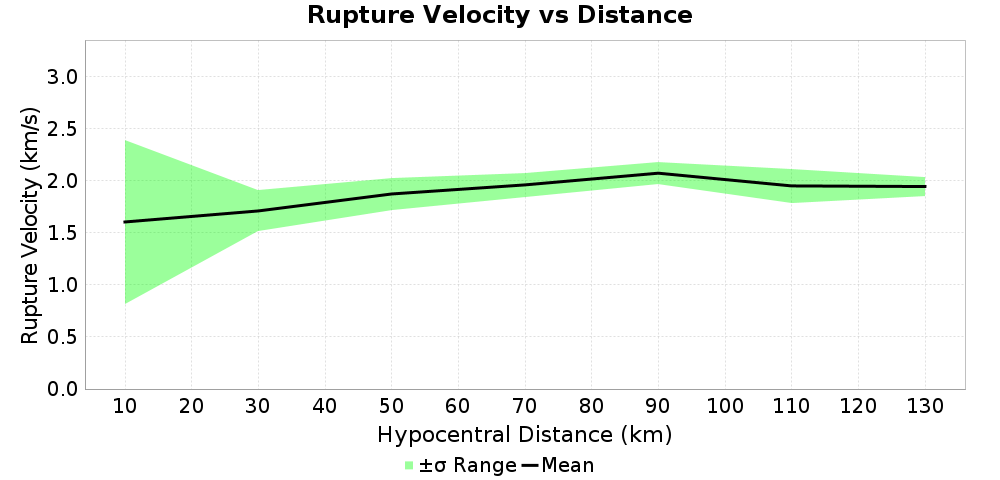 Rupture Velocity vs Distance
Rupture Velocity (km/s)
3.0
2.5
2.0
1.5
1.0
0.5
0.0
10 20 30 40 50 60 70 80 90 100 110 120 130
Hypocentral Distance (km)
±σ Range Mean